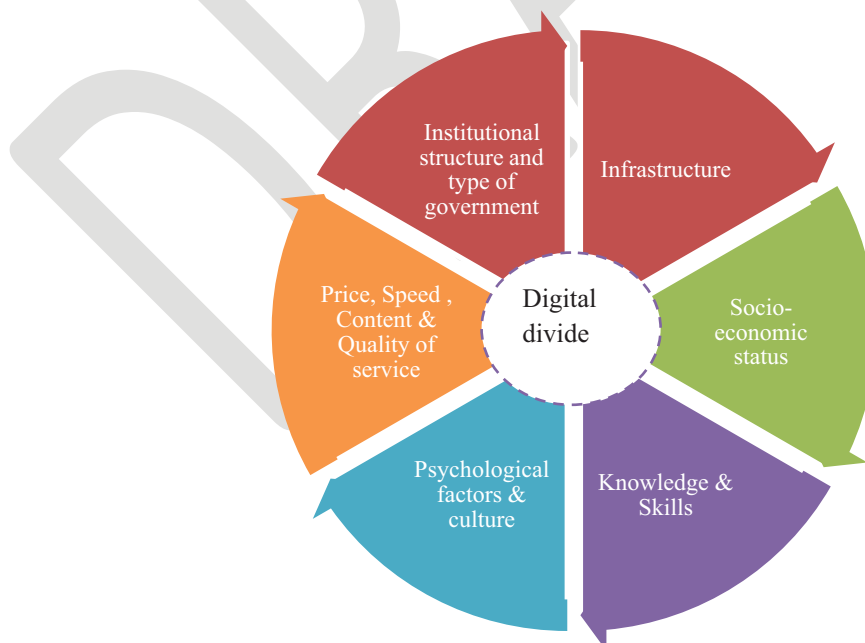 Institutional
structure and
type of
government
Infrastructure
Price, Speed ,
Content &
Quality of
service
Digital
divide
Socio-
economic
status
Psychological
factors &
culture
Knowledge &
Skills